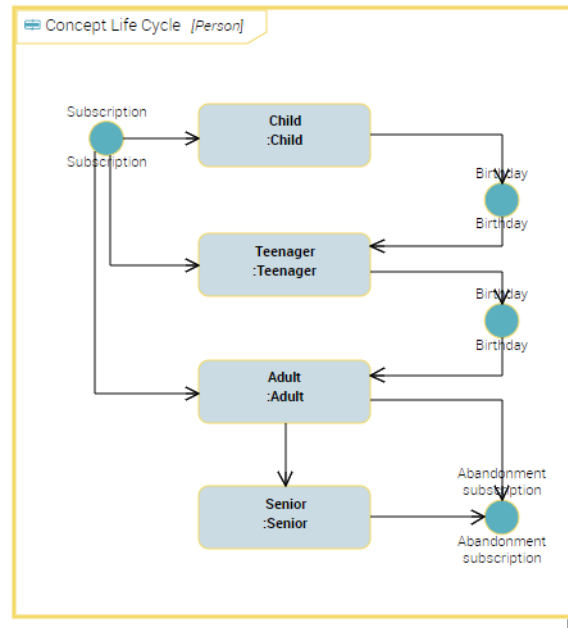 Concept Life Cycle [Person]
Subscription
Subscription
Child
:Child
Birthday
Birthday
Teenager
:Teenager
Birthday
Birthday
Adult
:Adult
Abandonment
subscription
Senior
:Senior
Abandonment
subscription